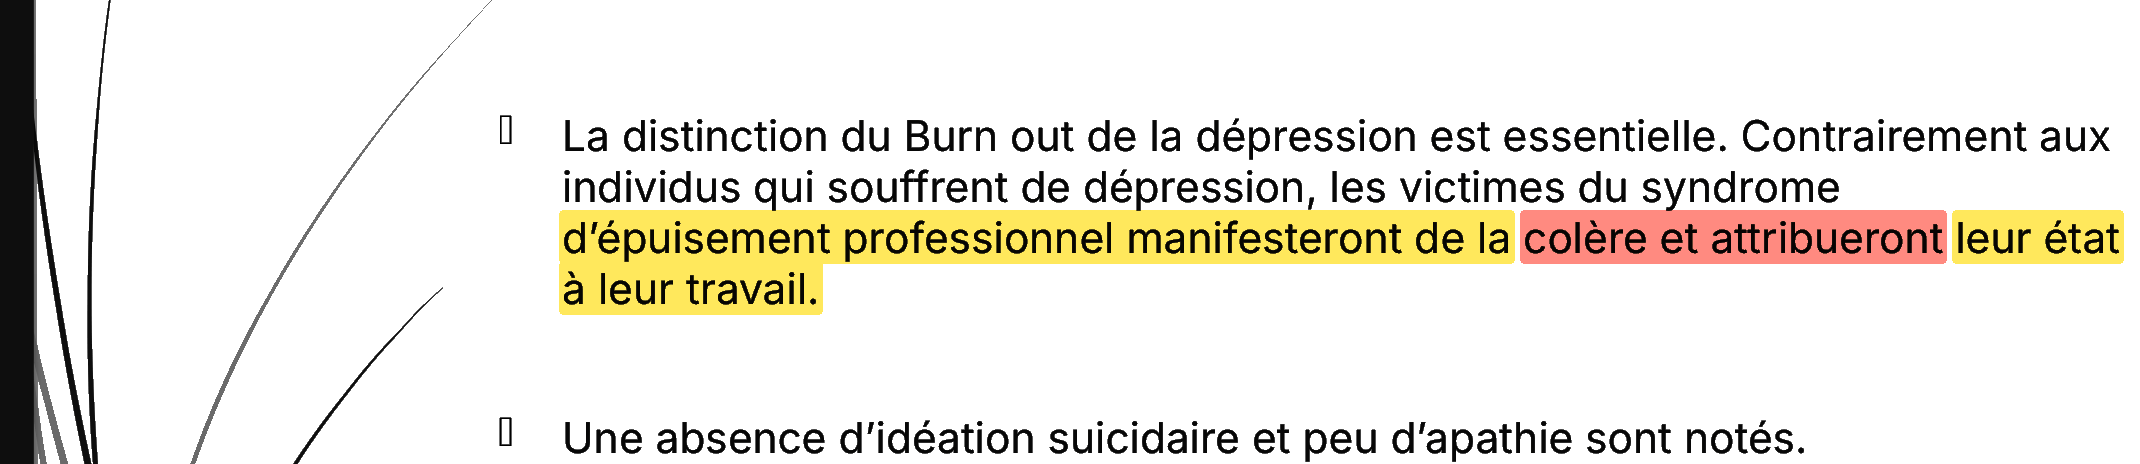 La distinction du Burn out de la dépression est essentielle. Contrairement aux
individus qui souffrent de dépression, les victimes du syndrome
d’épuisement professionnel manifesteront de la colère et attribueront leur état
à leur travail.
Une absence d’idéation suicidaire et peu d’apathie sont notés.